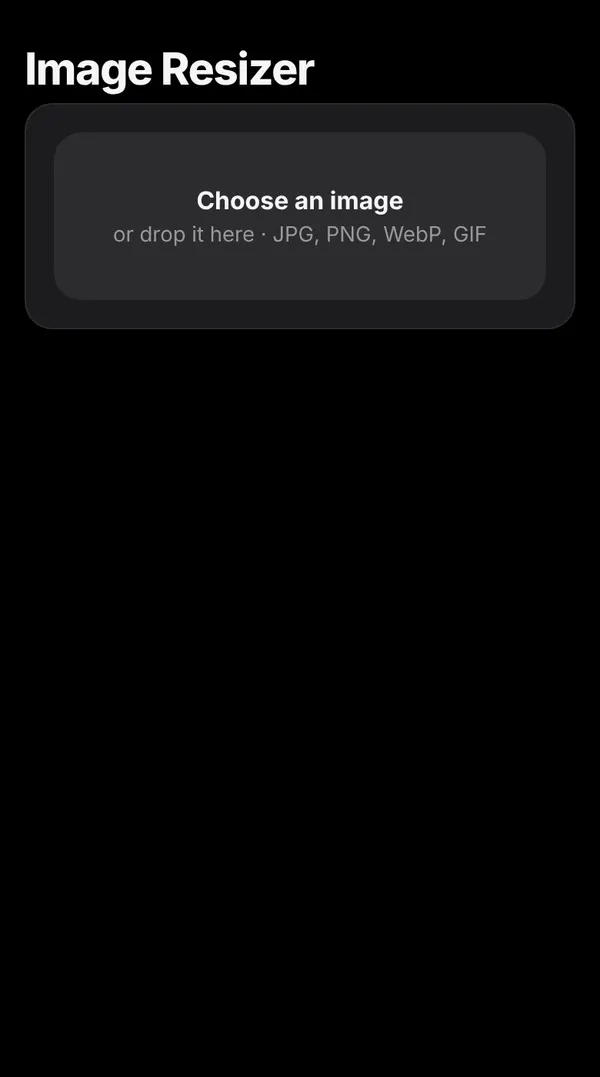 Image Resizer
Choose an image
or drop it here · JPG, PNG, WebP, GIF